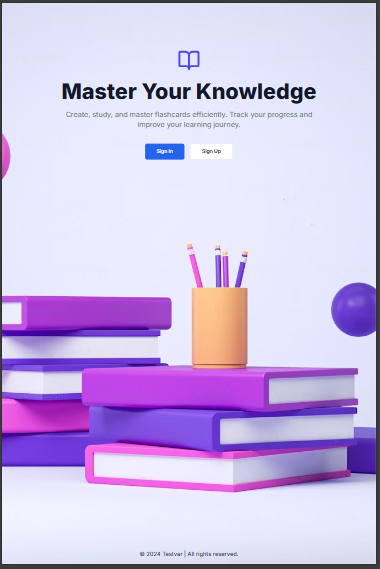 Master Your Knowledge
Create, study, and master flashcards efficiently. Track your progress and
improve your learning journey.
Sign In
Sign Up
© 2024 Textvar | All rights reserved.